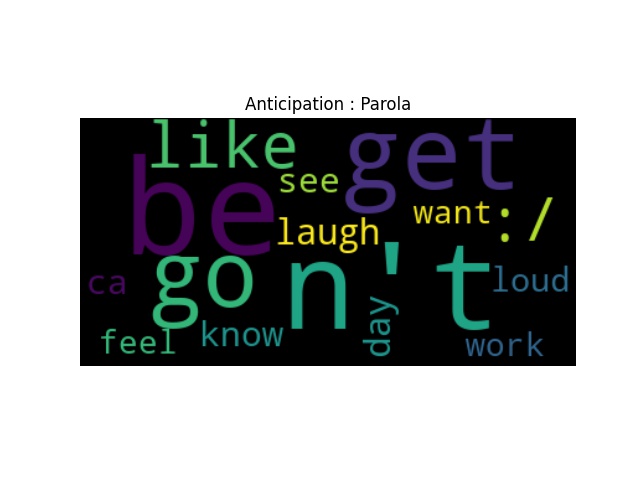 Anticipation : Parola
like
get
be
see
want
:/
laugh
go
n't
ca
loud
day
know
feel
work